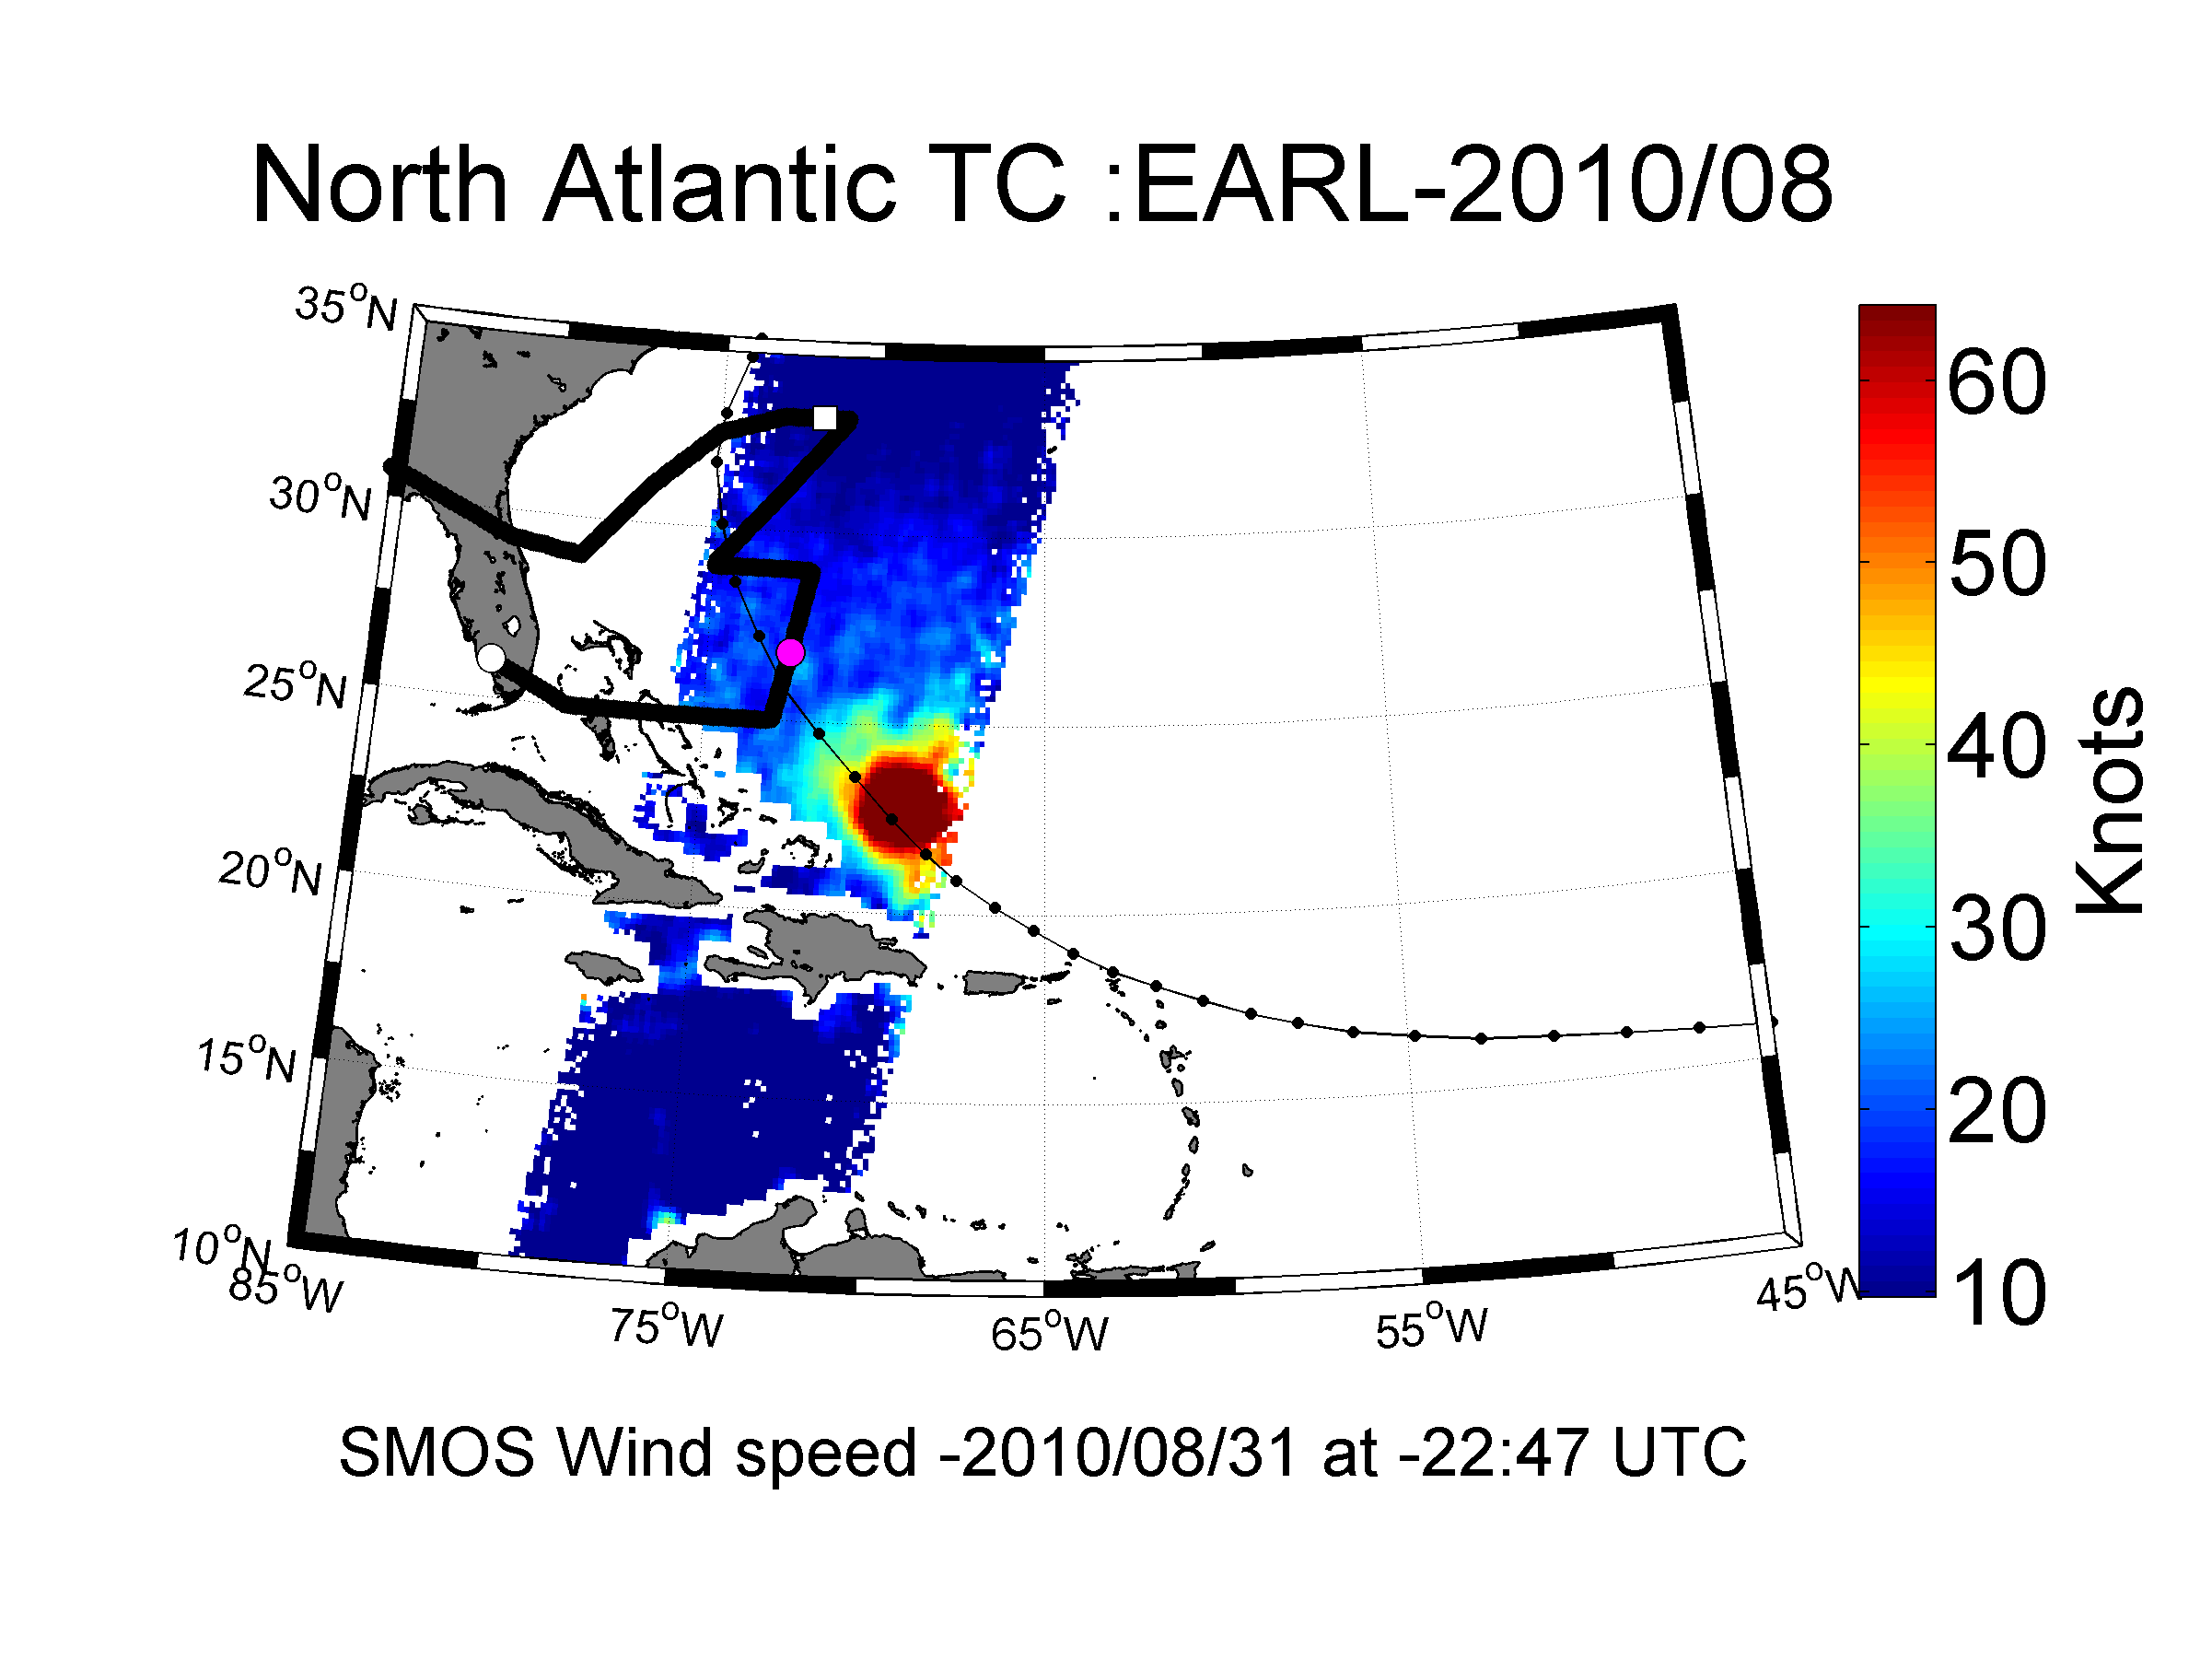 North Atlantic TC :EARL-2010/08
35°N
30°N
25°N
20°N
15°N
10°N
85°W
75°W
65°W
55°W
45°W
60
50
40
30
20
10
Knots
SMOS Wind speed -2010/08/31 at -22:47 UTC